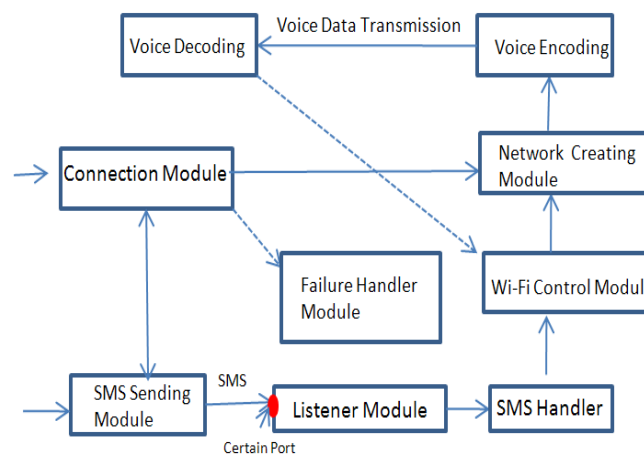 Voice Data Transmission
Voice Decoding
Voice Encoding
Connection Module
Network Creating
Module
Failure Handler
Module
Wi-Fi Control Modul
SMS Sending
Module
SMS
Listener Module
SMS Handler
Certain Port